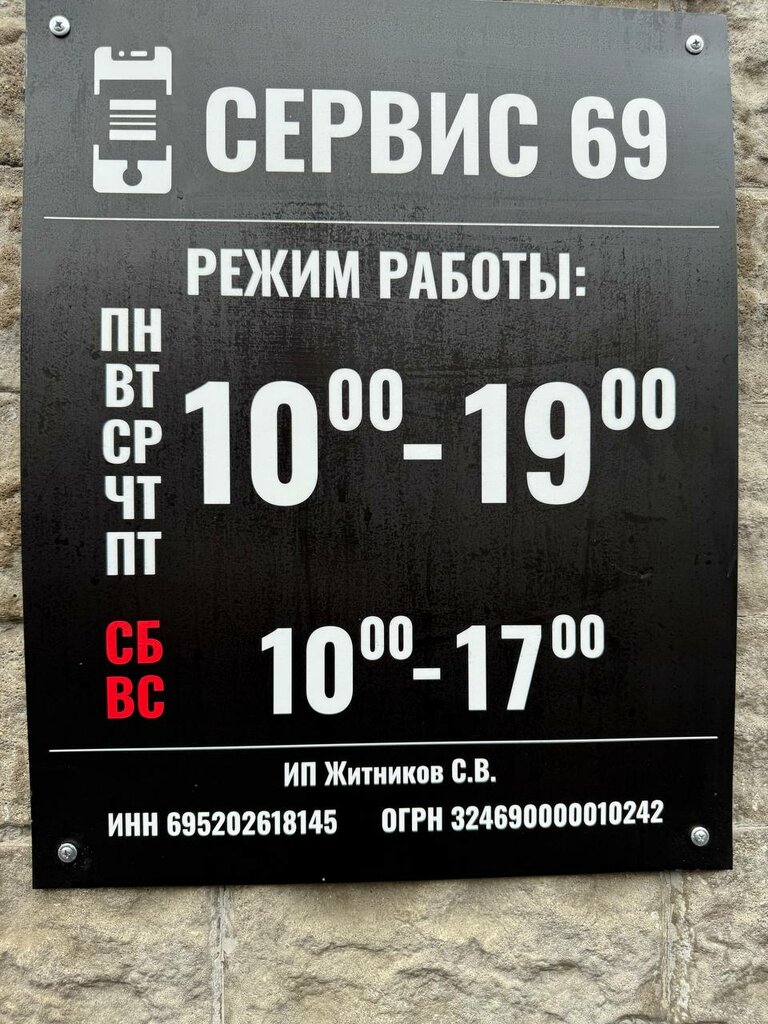 СЕРВИС 69
РЕЖИМ РАБОТЫ:
ПН
ВТ
СР
ЧТ
ПТ
10⁰⁰-19⁰⁰
СБ
ВС
10⁰⁰-17⁰⁰
ИП Житников С.В.
ИНН 695202618145 ОГРН 324690000010242